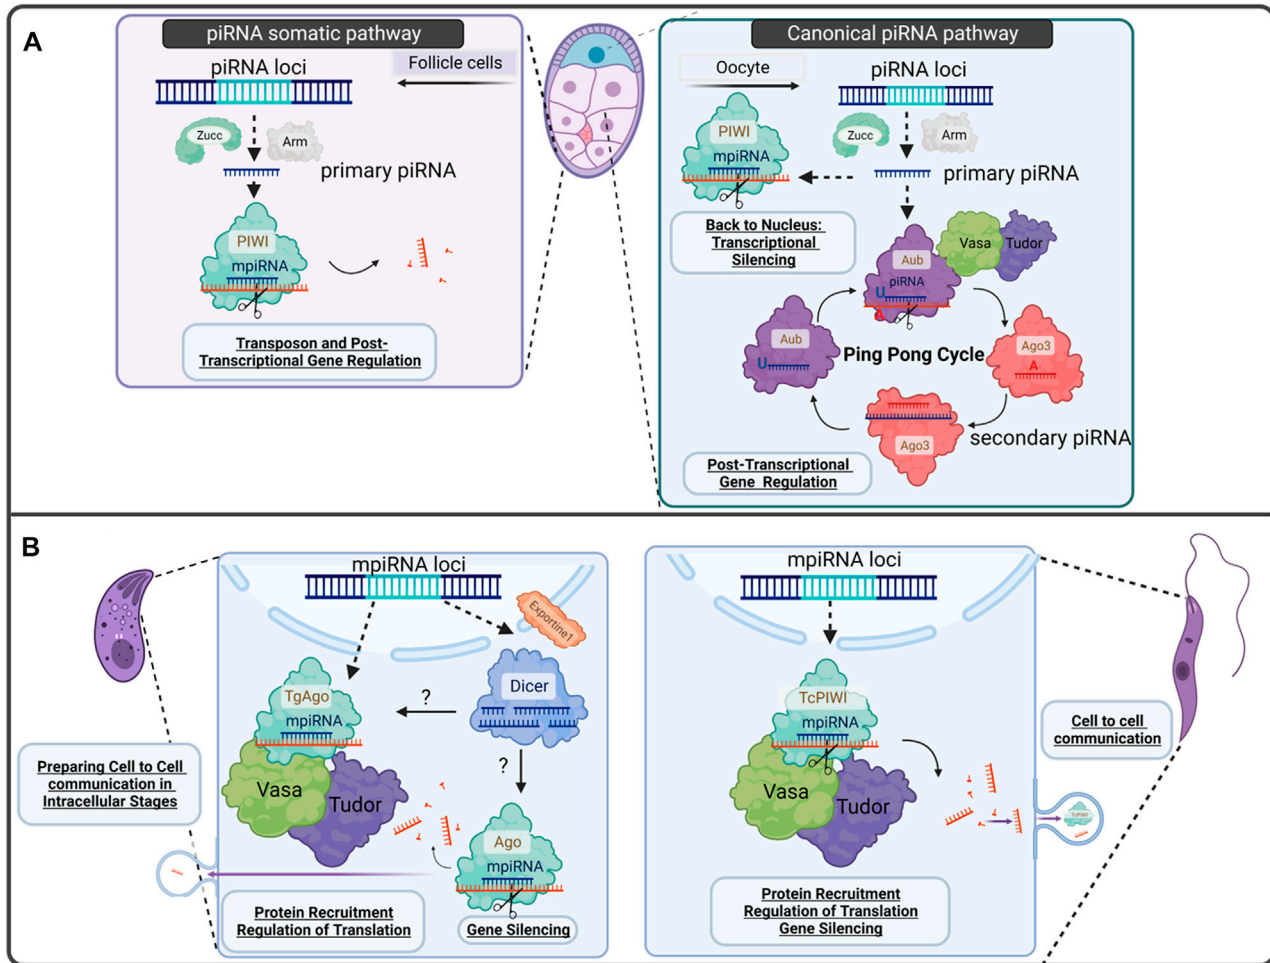 A
piRNA somatic pathway
piRNA loci
Follicle cells
Zucc
Arm
primary piRNA
PIWI
mpiRNA
Transposon and Post-
Transcriptional Gene Regulation
Canonical piRNA pathway
Oocyte
piRNA loci
PIWI
mpiRNA
Zucc
Arm
primary piRNA
Back to Nucleus:
Transcriptional
Silencing
Aub
piRNA
U
A
Vasa
Tudor
Aub
U
Ping Pong Cycle
Ago3
A
Ago3
secondary piRNA
Post-Transcriptional
Gene Regulation
B
mpiRNA loci
Exportine1
TgAgo
mpiRNA
?
Dicer
?
Vasa
Tudor
Preparing Cell to Cell
communication in
Intracellular Stages
Ago
mpiRNA
Protein Recruitment
Regulation of Translation
Gene Silencing
mpiRNA loci
TcPIWI
mpiRNA
Vasa
Tudor
Cell to cell
communication
TcPIWI
Protein Recruitment
Regulation of Translation
Gene Silencing